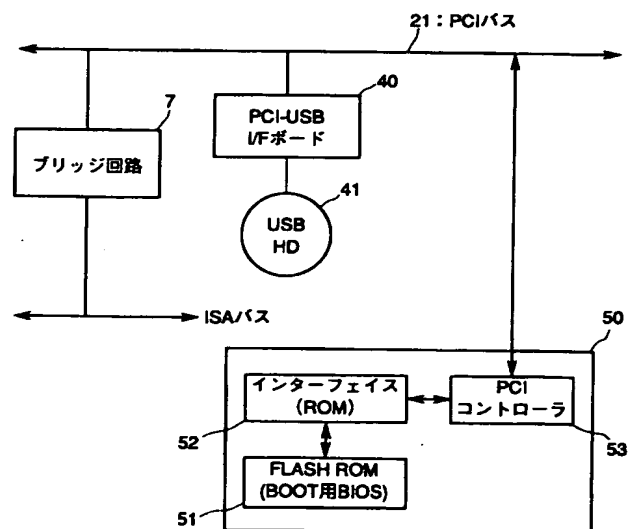 21：PCIバス
40
PCI-USB
I/Fボード
7
ブリッジ回路
41
USB
HD
ISAバス
50
インターフェイス
(ROM)
PCI
コントローラ
52
53
FLASH ROM
(BOOT用BIOS)
51